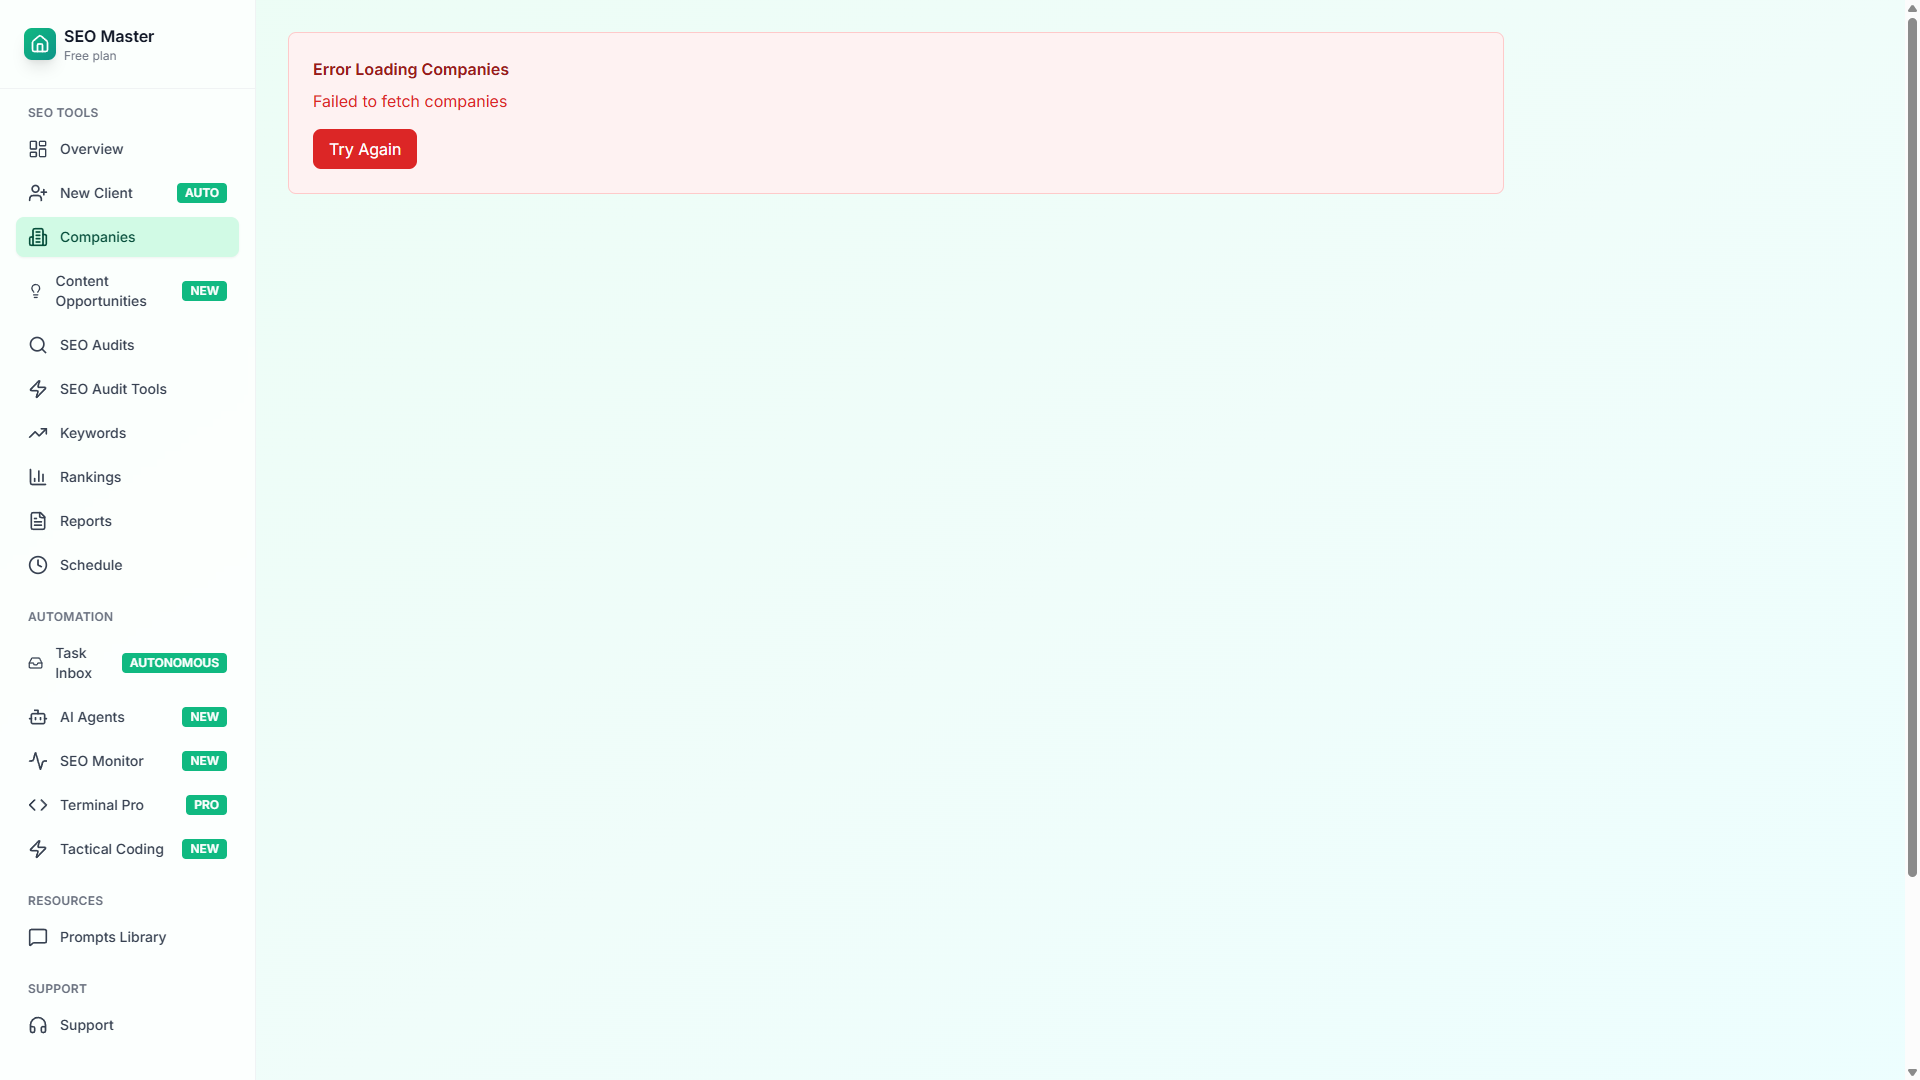 SEO Master
Free plan
SEO TOOLS
Overview
New Client AUTO
Companies
Content
Opportunities NEW
SEO Audits
SEO Audit Tools
Keywords
Rankings
Reports
Schedule
AUTOMATION
Task
Inbox AUTONOMOUS
AI Agents NEW
SEO Monitor NEW
Terminal Pro PRO
Tactical Coding NEW
RESOURCES
Prompts Library
SUPPORT
Support
Error Loading Companies
Failed to fetch companies
Try Again